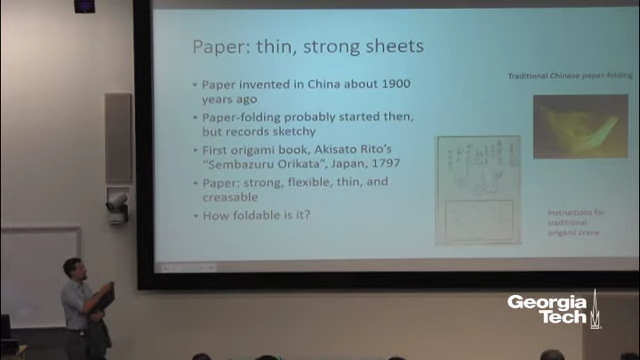 Paper: thin, strong sheets
• Paper invented in China about 1900
years ago
• Paper-folding probably started then,
but records sketchy
• First origami book, Akisato Rito's
"Sembazuru Orikata", Japan, 1797
• Paper: strong, flexible, thin, and
creasable
• How foldable is it?
Traditional Chinese paper-folding
Instructions for
traditional
origami crane
Georgia
Tech